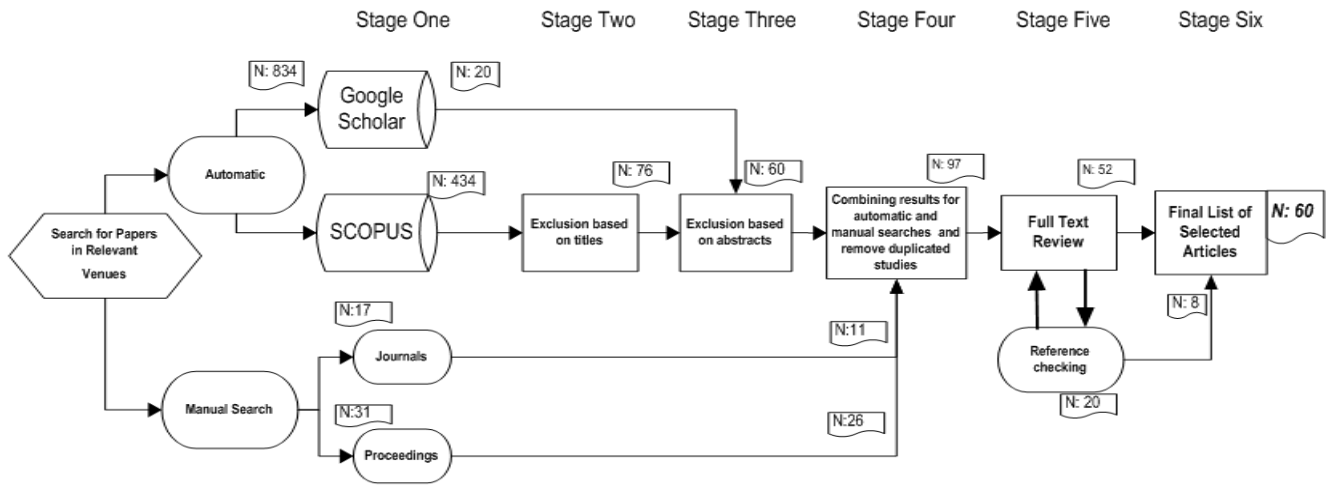 Stage One
Stage Two
Stage Three
Stage Four
Stage Five
Stage Six
N: 834
N: 20
Google
Scholar
Automatic
N: 434
SCOPUS
N: 76
Exclusion based
on titles
N: 60
Exclusion based
on abstracts
N: 97
Combining results for
automatic and
manual searches and
remove duplicated
studies
N: 52
Full Text
Review
Final List of
Selected
Articles
N: 60
Search for Papers
in Relevant
Venues
N:17
Journals
N:11
N: 8
Reference
checking
N: 20
Manual Search
N:31
Proceedings
N:26